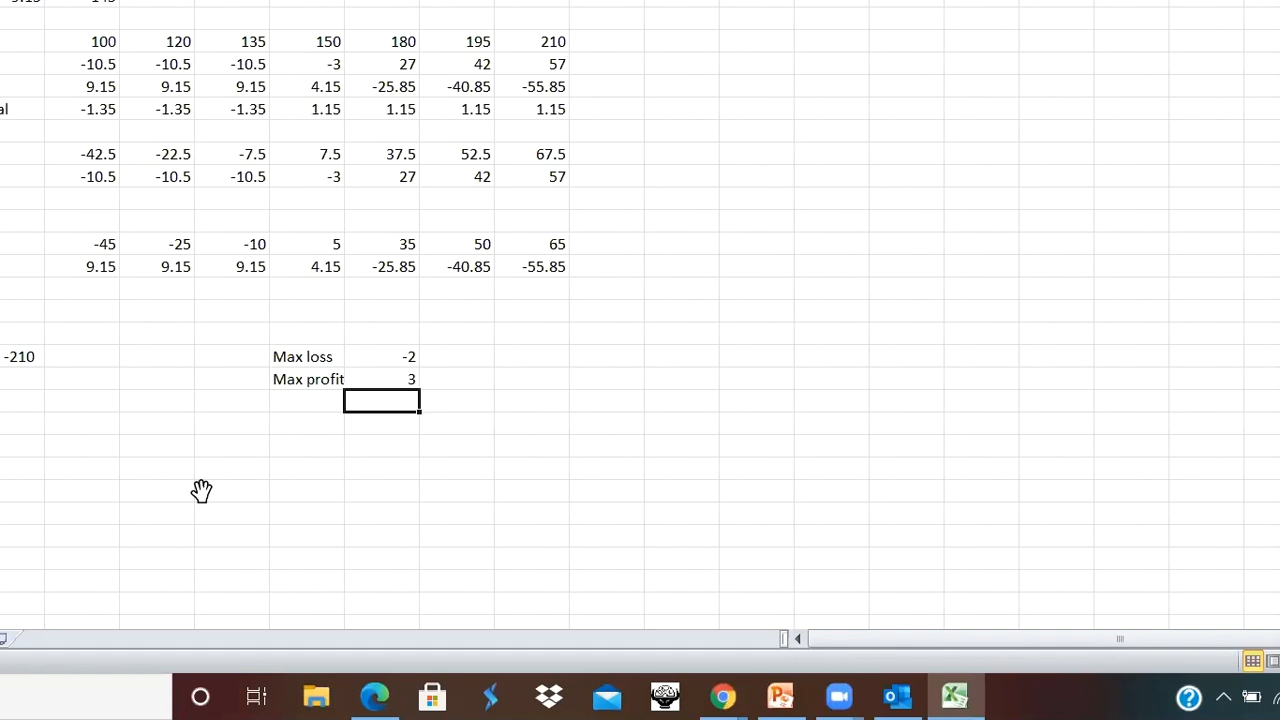 100 120 135 150 180 195 210
-10.5 -10.5 -10.5 -3 27 42 57
9.15 9.15 9.15 4.15 -25.85 -40.85 -55.85
-1.35 -1.35 -1.35 1.15 1.15 1.15 1.15
-42.5 -22.5 -7.5 7.5 37.5 52.5 67.5
-10.5 -10.5 -10.5 -3 27 42 57
-45 -25 -10 5 35 50 65
9.15 9.15 9.15 4.15 -25.85 -40.85 -55.85
-210 Max loss -2
Max profit 3